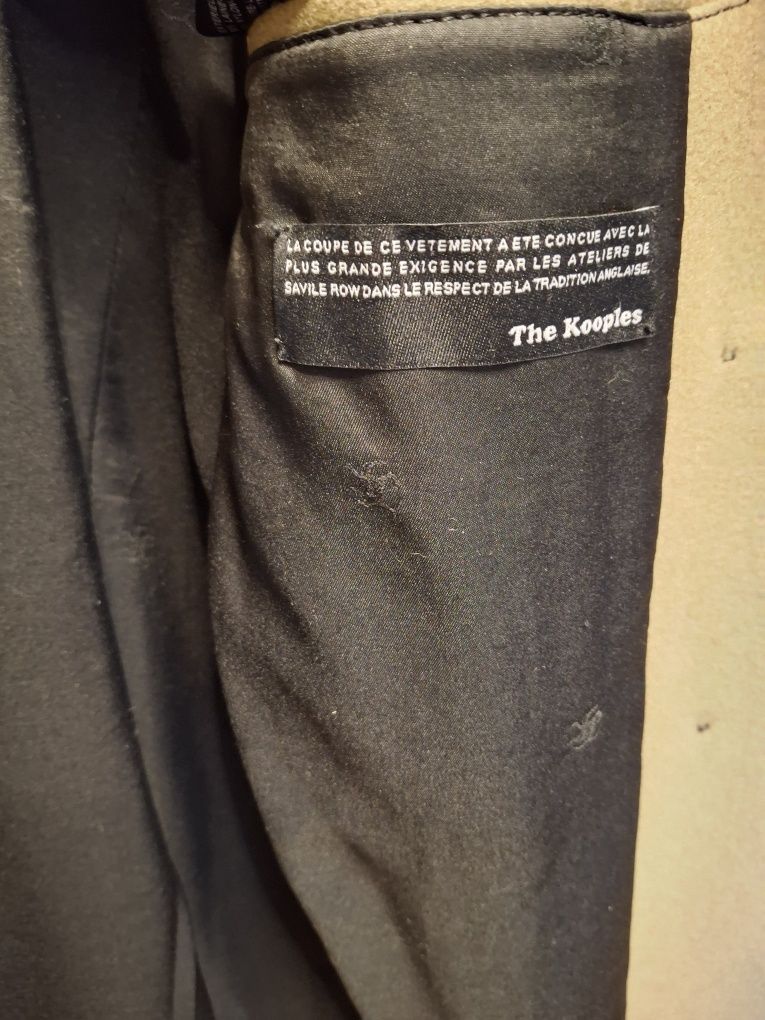 LA COUPE DE CE VETEMENT A ETE CONCUE AVEC LA
PLUS GRANDE EXIGENCE PAR LES ATELIERS DE
SAVILE ROW DANS LE RESPECT DE LA TRADITION ANGLAISE.
The Kooples